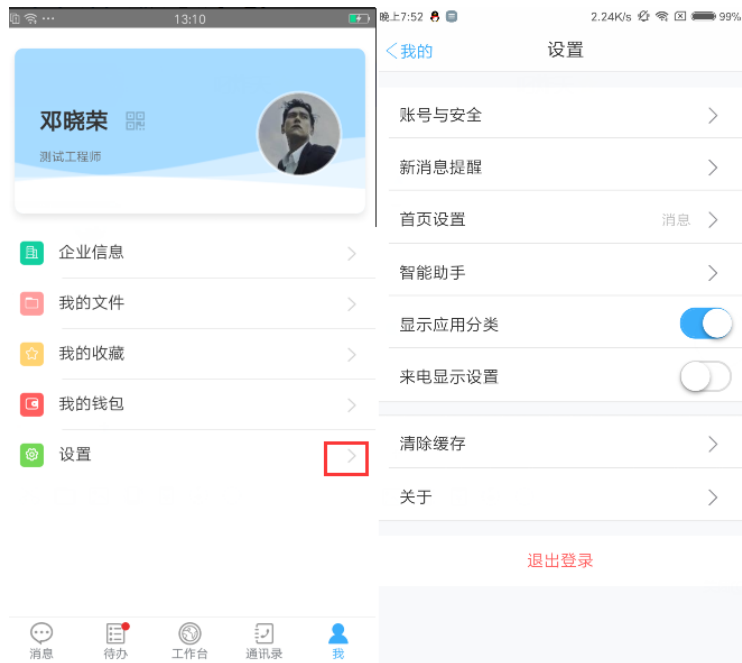 13:10
邓晓荣
测试工程师
企业信息
我的文件
我的收藏
我的钱包
设置
消息
待办
工作台
通讯录
我
晚上7:52
2.24K/s
99%
我的
设置
账号与安全
新消息提醒
首页设置
消息
智能助手
显示应用分类
来电显示设置
清除缓存
关于
退出登录